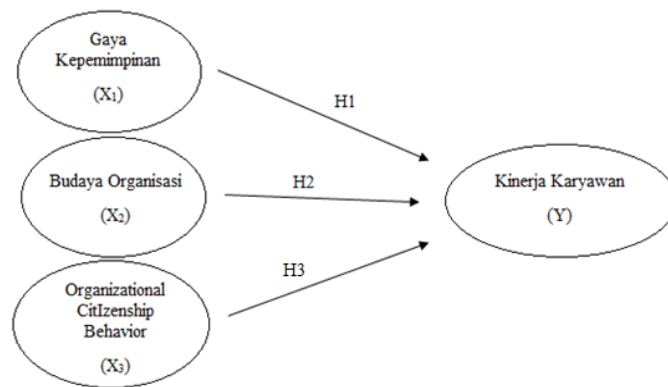 Gaya
Kepemimpinan
(X₁)
H1
Budaya Organisasi
(X₂)
H2
Kinerja Karyawan
(Y)
H3
Organizational
CitIzenship
Behavior
(X₃)